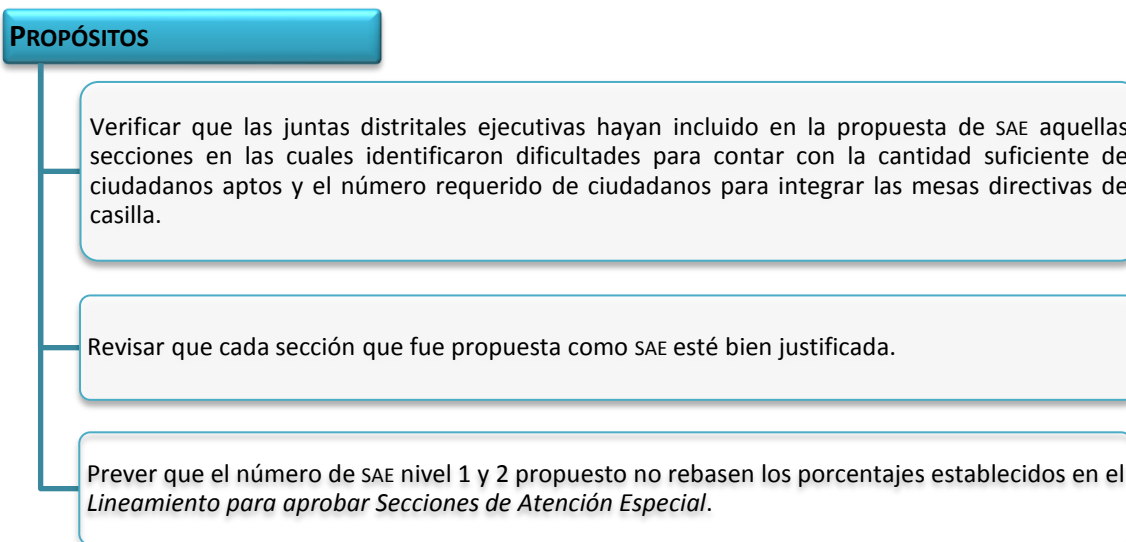 PROPÓSITOS
Verificar que las juntas distritales ejecutivas hayan incluido en la propuesta de SAE aquellas
secciones en las cuales identificaron dificultades para contar con la cantidad suficiente de
ciudadanos aptos y el número requerido de ciudadanos para integrar las mesas directivas de
casilla.
Revisar que cada sección que fue propuesta como SAE esté bien justificada.
Prever que el número de SAE nivel 1 y 2 propuesto no rebasen los porcentajes establecidos en el
Lineamiento para aprobar Secciones de Atención Especial.